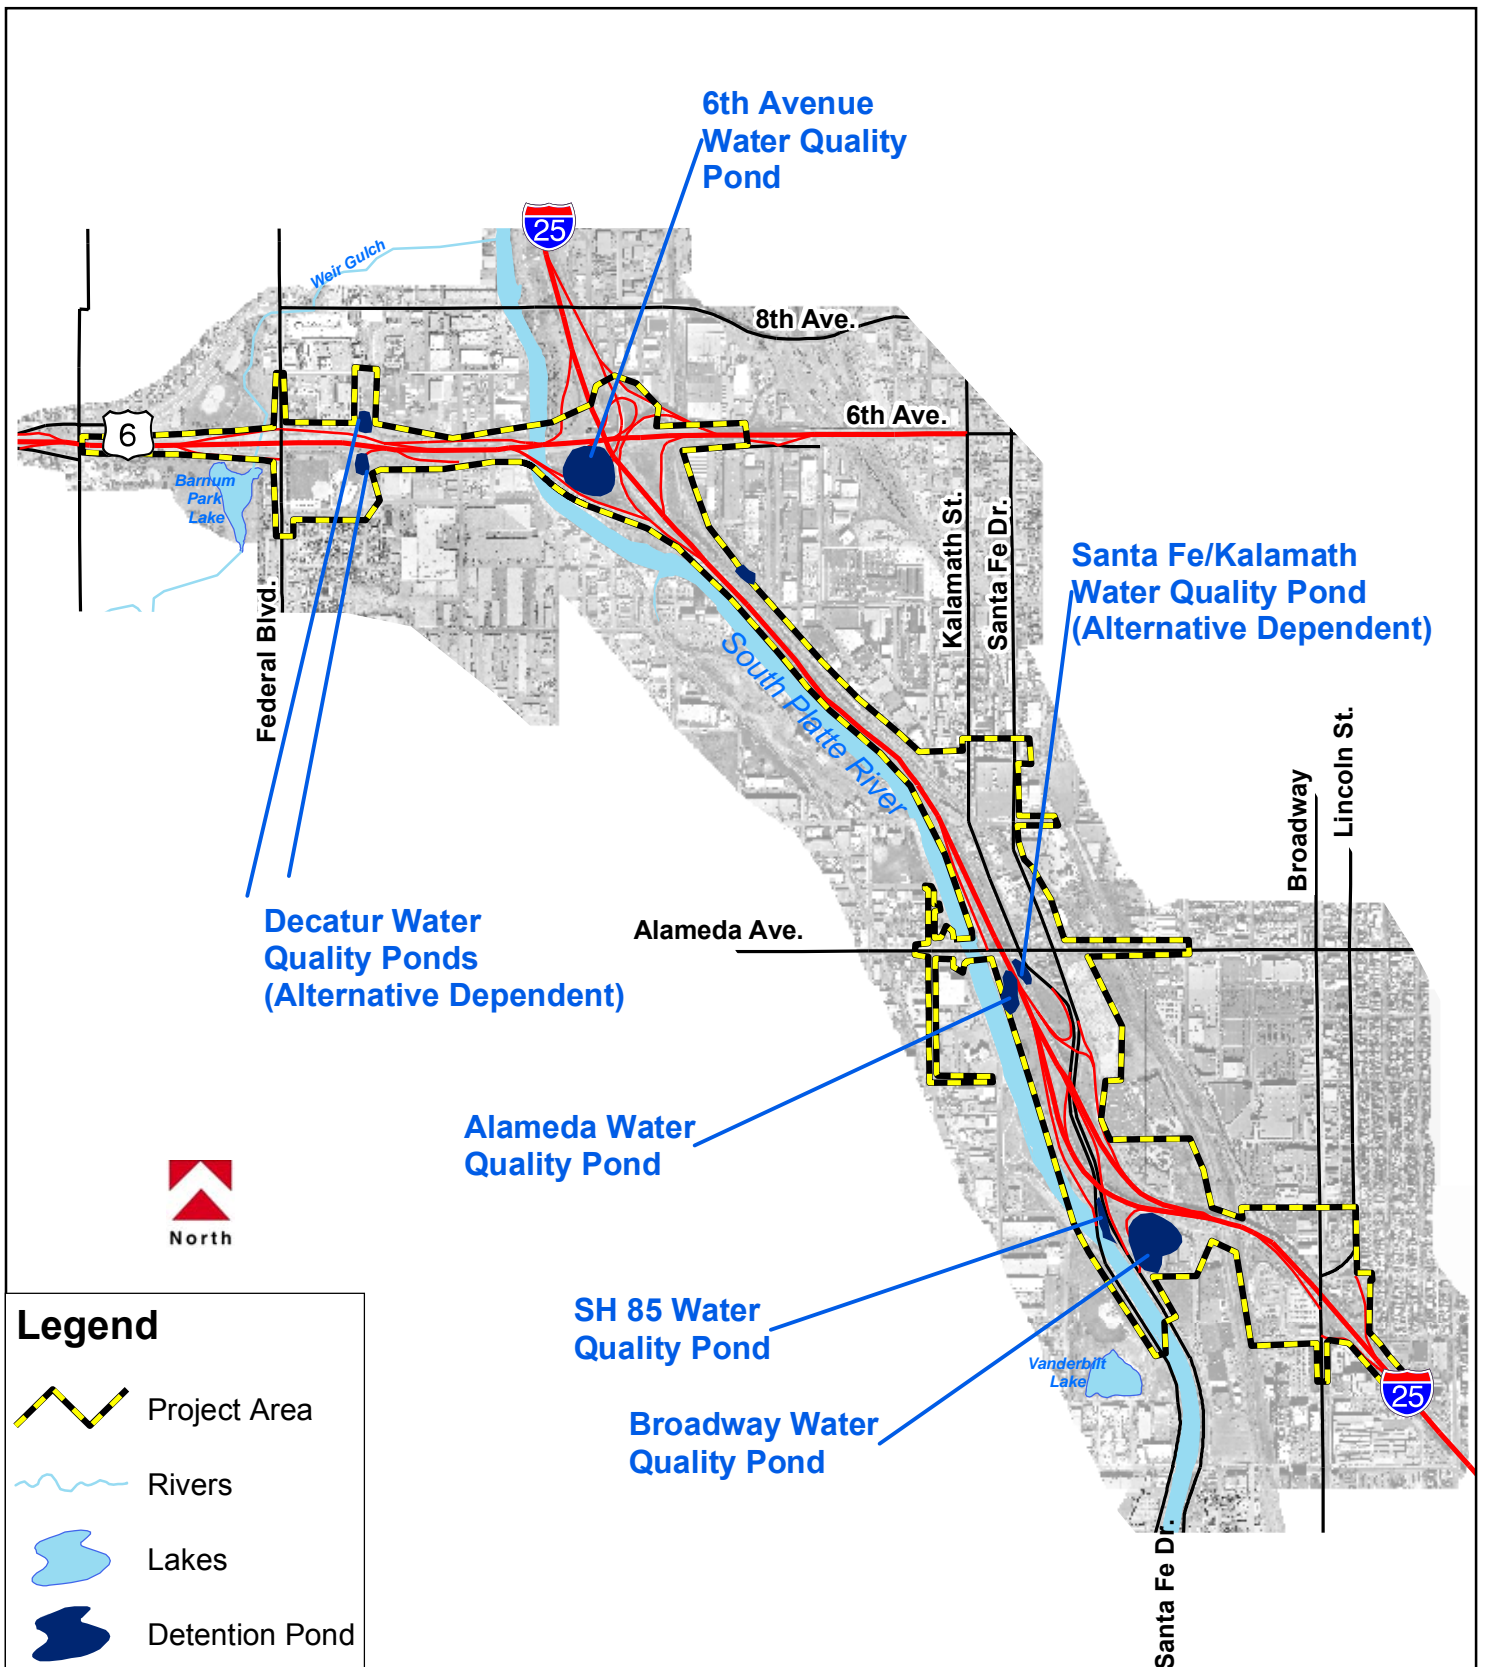 6th Avenue
Water Quality
Pond
25
Weir Gulch
8th Ave.
6th Ave.
6
Barnum
Park
Lake
Kalamath St.
Santa Fe Dr.
Santa Fe/Kalamath
Water Quality Pond
(Alternative Dependent)
Federal Blvd.
South Platte River
Lincoln St.
Broadway
Decatur Water
Quality Ponds
(Alternative Dependent)
Alameda Ave.
Alameda Water
Quality Pond
North
SH 85 Water
Quality Pond
Vanderbilt
Lake
25
Broadway Water
Quality Pond
Santa Fe Dr.
Legend
Project Area
Rivers
Lakes
Detention Pond